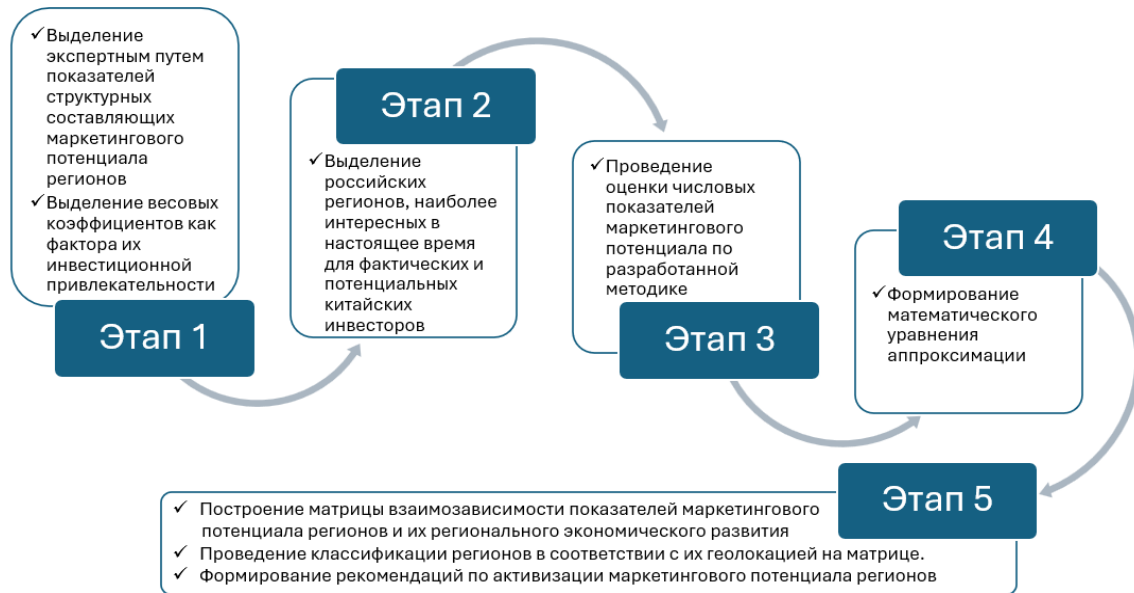 ✓Выделение
экспертным путем
показателей
структурных
составляющих
маркетингового
потенциала
регионов
✓Выделение весовых
коэффициентов как
фактора их
инвестиционной
привлекательности
Этап 1
Этап 2
✓Выделение
российских
регионов, наиболее
интересных в
настоящее время
для фактических и
потенциальных
китайских
инвесторов
✓Проведение
оценки числовых
показателей
маркетингового
потенциала по
разработанной
методике
Этап 3
Этап 4
✓Формирование
математического
уравнения
аппроксимации
Этап 5
✓ Построение матрицы взаимозависимости показателей маркетингового
потенциала регионов и их регионального экономического развития
✓ Проведение классификации регионов в соответствии с их геолокацией на матрице.
✓ Формирование рекомендаций по активизации маркетингового потенциала регионов